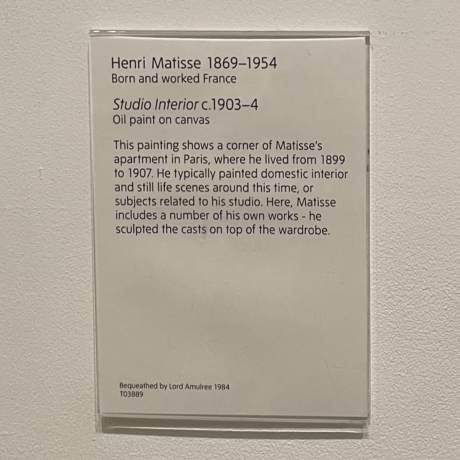 Henri Matisse 1869–1954
Born and worked France
Studio Interior c.1903–4
Oil paint on canvas
This painting shows a corner of Matisse's
apartment in Paris, where he lived from 1899
to 1907. He typically painted domestic interior
and still life scenes around this time, or
subjects related to his studio. Here, Matisse
includes a number of his own works - he
sculpted the casts on top of the wardrobe.
Bequeathed by Lord Amulree 1984
T03889